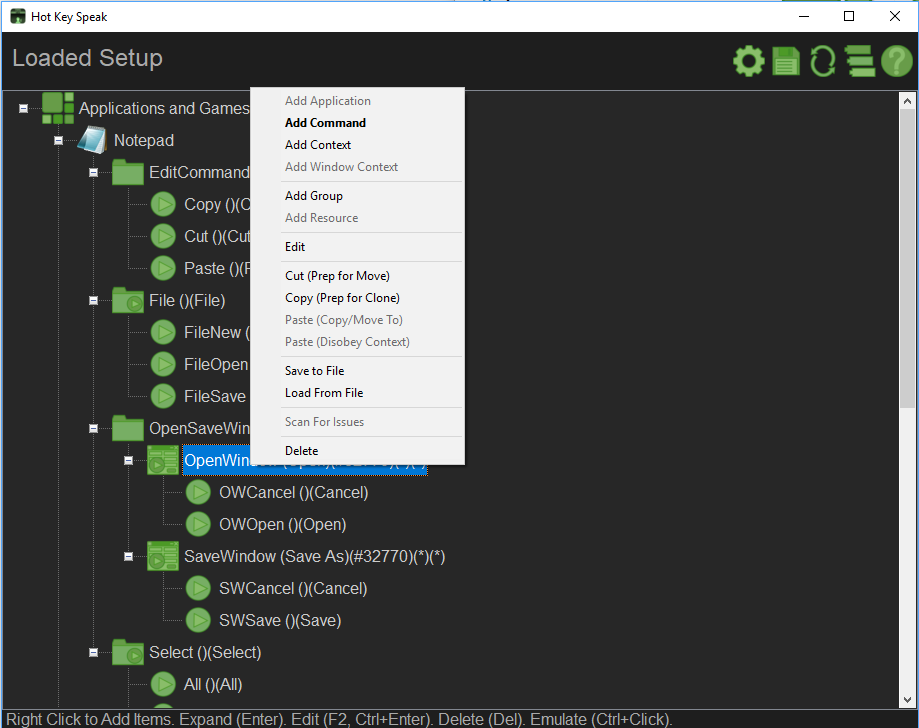 Hot Key Speak
Loaded Setup
Applications and Games
Notepad
EditCommand
Copy ()(C
Cut ()(Cut
Paste ()(P
File ()(File)
FileNew (
FileOpen
FileSave
OpenSaveWin
OpenWindow (Open)(#32770)(*)(*)
OWCancel ()(Cancel)
OWOpen ()(Open)
SaveWindow (Save As)(#32770)(*)(*)
SWCancel ()(Cancel)
SWSave ()(Save)
Select ()(Select)
All ()(All)
Add Application
Add Command
Add Context
Add Window Context
Add Group
Add Resource
Edit
Cut (Prep for Move)
Copy (Prep for Clone)
Paste (Copy/Move To)
Paste (Disobey Context)
Save to File
Load From File
Scan For Issues
Delete
Right Click to Add Items. Expand (Enter). Edit (F2, Ctrl+Enter). Delete (Del). Emulate (Ctrl+Click).